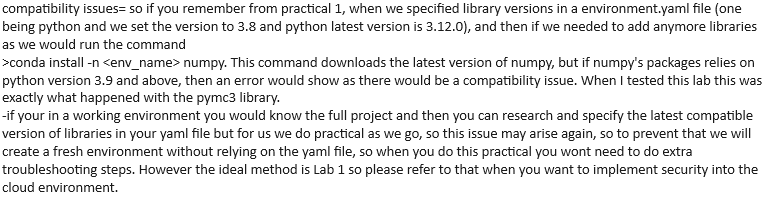 compatibility issues= so if you remember from practical 1, when we specified library versions in a environment.yaml file (one
being python and we set the version to 3.8 and python latest version is 3.12.0), and then if we needed to add anymore libraries
as we would run the command
>conda install -n <env_name> numpy. This command downloads the latest version of numpy, but if numpy's packages relies on
python version 3.9 and above, then an error would show as there would be a compatibility issue. When I tested this lab this was
exactly what happened with the pymc3 library.
-if your in a working environment you would know the full project and then you can research and specify the latest compatible
version of libraries in your yaml file but for us we do practical as we go, so this issue may arise again, so to prevent that we will
create a fresh environment without relying on the yaml file, so when you do this practical you wont need to do extra
troubleshooting steps. However the ideal method is Lab 1 so please refer to that when you want to implement security into the
cloud environment.